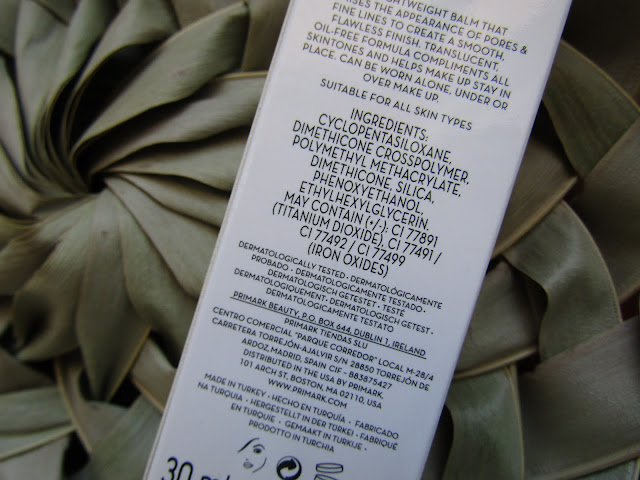 LIGHTWEIGHT BALM THAT
THE APPEARANCE OF PORES &
FINE LINES TO CREATE A SMOOTH,
FLAWLESS FINISH, TRANSLUCENT,
OIL-FREE FORMULA COMPLIMENTS ALL
SKINTONES AND HELPS MAKE UP STAY IN
PLACE. CAN BE WORN ALONE, UNDER OR
OVER MAKE UP.
SUITABLE FOR ALL SKIN TYPES
INGREDIENTS:
CYCLOPENTASILOXANE,
DIMETHICONE CROSSPOLYMER,
POLYMETHYL METHACRYLATE,
DIMETHICONE, SILICA,
PHENOXYETHANOL,
ETHYLHEXYLGLYCERIN.
MAY CONTAIN (+/-): CI 77891
(TITANIUM DIOXIDE), CI 77491 /
CI 77492 / CI 77499
(IRON OXIDES)
DERMATOLOGICALLY TESTED • DERMATOLÓGICAMENTE
PROBADO • DERMATOLOGICAMENTE TESTADO •
DERMATOLOGISCH GETESTET • TESTÉ
DERMATOLOGIQUEMENT • DERMATOLOGISCH GETEST •
DERMATOLOGICAMENTE TESTATO
PRIMARK BEAUTY, P.O. BOX 644, DUBLIN 1, IRELAND
PRIMARK TIENDAS SLU
CENTRO COMERCIAL "PARQUE CORREDOR" LOCAL M-28/4
CARRETERA TORREJÓN-AJALVIR S/N 28850 TORREJÓN DE
ARDOZ, MADRID, SPAIN CIF - B83875427
DISTRIBUTED IN THE USA BY PRIMARK,
101 ARCH ST. BOSTON, MA 02110, USA
WWW.PRIMARK.COM
MADE IN TURKEY • HECHO EN TURQUÍA • FABRICADO
NA TURQUIA • HERGESTELLT IN DER TÜRKEI • FABRIQUÉ
EN TURQUIE • GEMAAKT IN TURKIJE •
PRODOTTO IN TURCHIA
30 ml